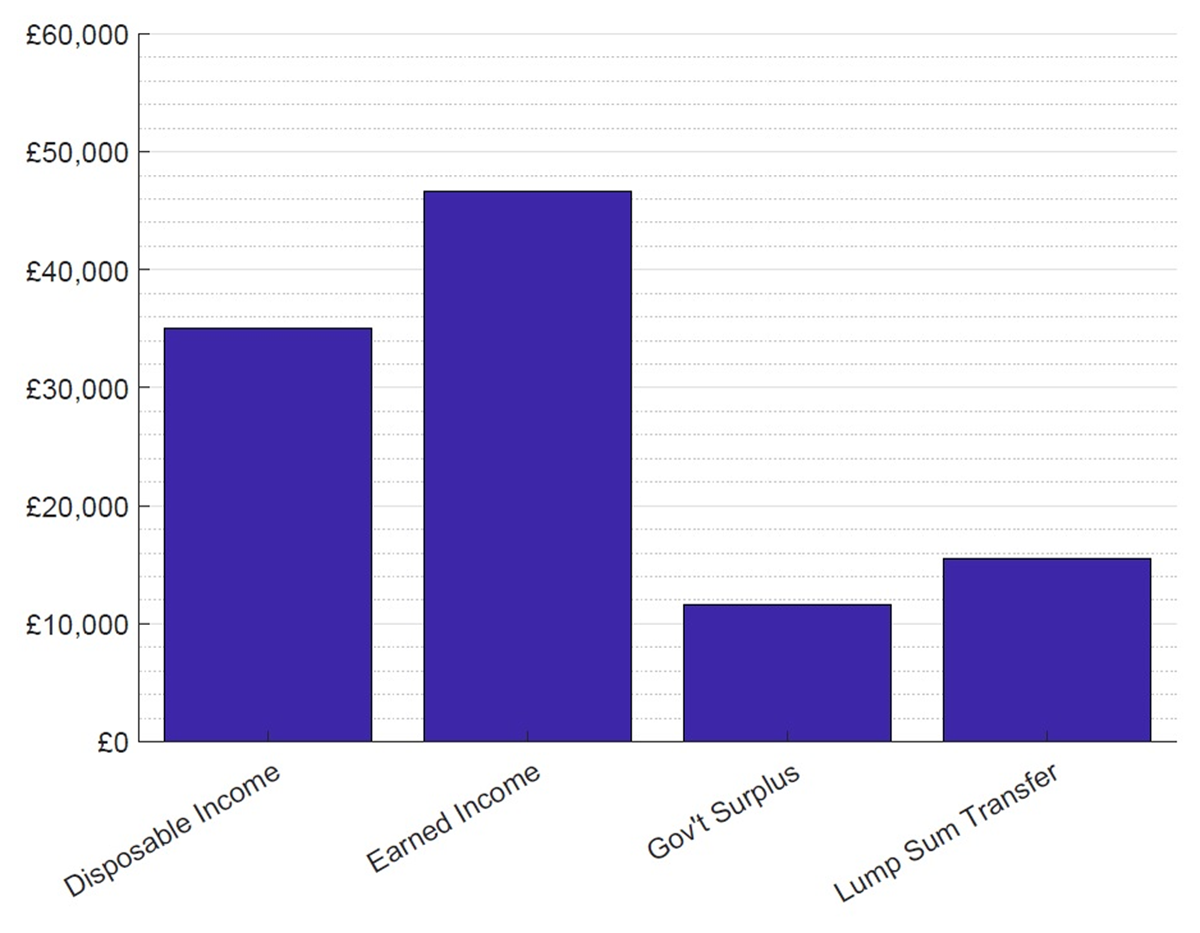 £60,000
£50,000
£40,000
£30,000
£20,000
£10,000
£0
Disposable Income
Earned Income
Gov't Surplus
Lump Sum Transfer